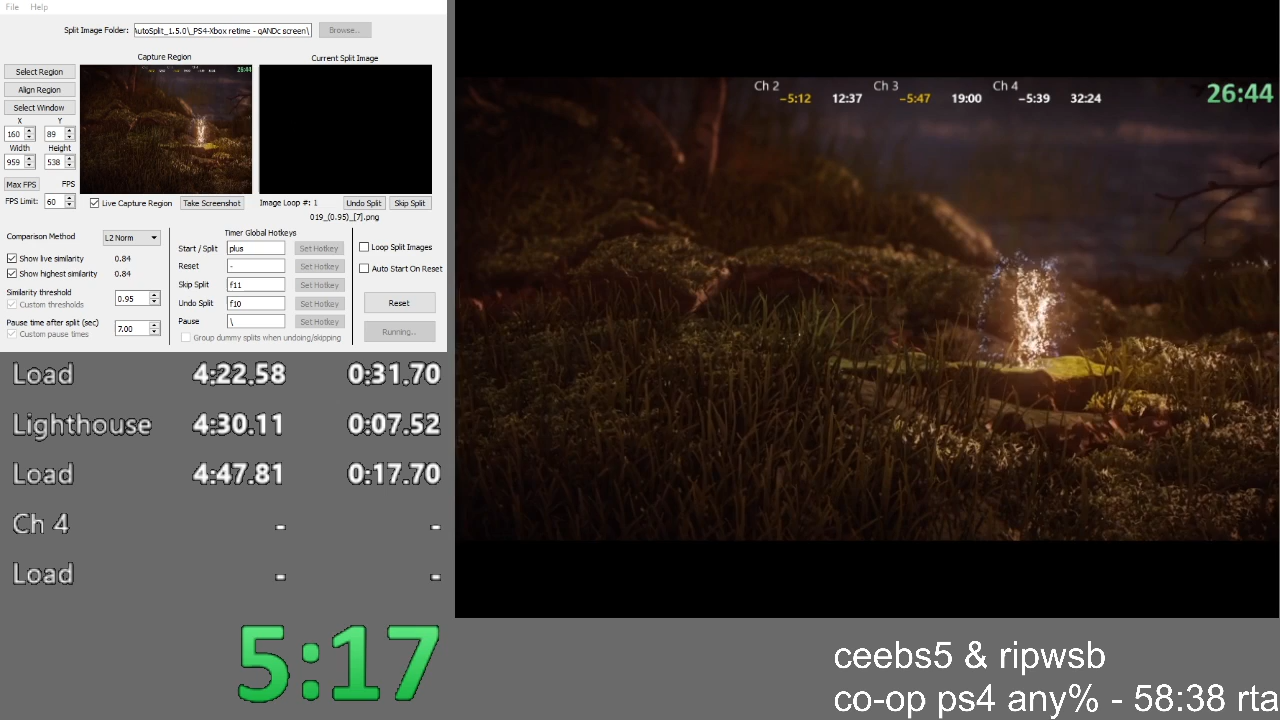 File Help
Split Image Folder: \utoSplit_1.5.0\_PS4-Xbox retime - qANDc screen\ Browse...
Capture Region Current Split Image
Select Region
Align Region
Select Window
X Y
160 89
Width Height
959 538
Max FPS FPS
FPS Limit: 60
Live Capture Region Take Screenshot Image Loop #: 1 Undo Split Skip Split
019_(0.95)_[7].png
Comparison Method L2 Norm
Show live similarity 0.84
Show highest similarity 0.84
Similarity threshold 0.95
Custom thresholds
Pause time after split (sec) 7.00
Custom pause times
Timer Global Hotkeys
Start / Split plus Set Hotkey
Reset - Set Hotkey
Skip Split f11 Set Hotkey
Undo Split f10 Set Hotkey
Pause \ Set Hotkey
Group dummy splits when undoing/skipping
Loop Split Images
Auto Start On Reset
Reset
Running...
Load 4:22.58 0:31.70
Lighthouse 4:30.11 0:07.52
Load 4:47.81 0:17.70
Ch 4 - -
Load - -
5:17
Ch 2 Ch 3 Ch 4
−5:12 12:37 −5:47 19:00 −5:39 32:24
26:44
26:44
ceebs5 & ripwsb
co-op ps4 any% - 58:38 rta